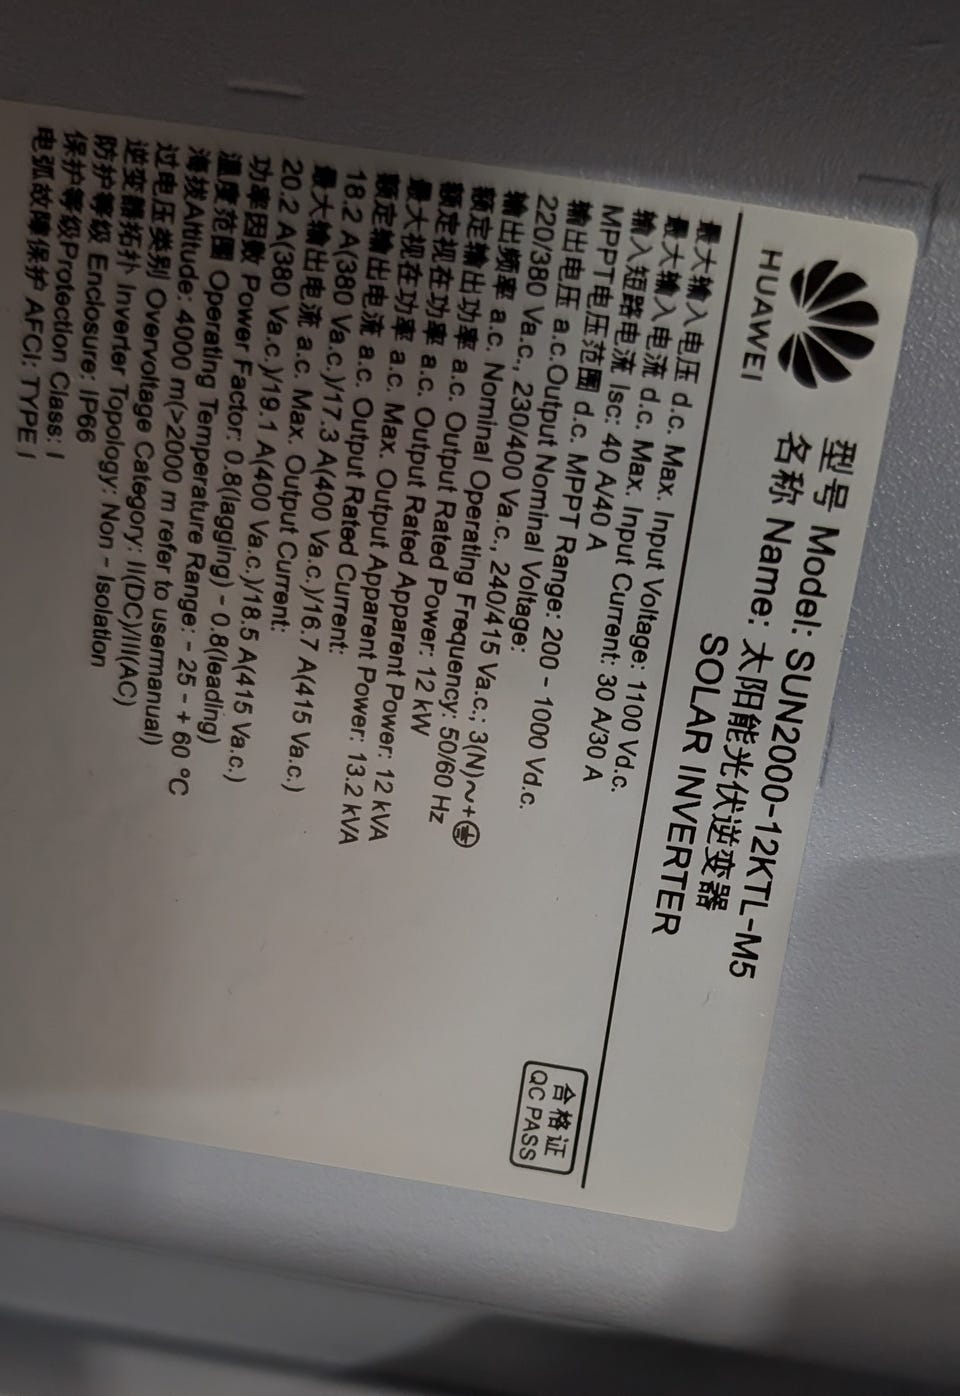 HUAWEI
型号 Model: SUN2000-12KTL-M5
名称 Name: 太阳能光伏逆变器
SOLAR INVERTER
最大输入电压 d.c. Max. Input Voltage: 1100 Vd.c.
最大输入电流 d.c. Max. Input Current: 30 A/30 A
输入短路电流 Isc: 40 A/40 A
MPPT电压范围 d.c. MPPT Range: 200 - 1000 Vd.c.
输出电压 a.c.Output Nominal Voltage:
220/380 Va.c., 230/400 Va.c., 240/415 Va.c.; 3(N)~+⏚
输出频率 a.c. Nominal Operating Frequency: 50/60 Hz
额定输出功率 a.c. Output Rated Power: 12 kW
额定视在功率 a.c. Output Rated Apparent Power: 12 kVA
最大视在功率 a.c. Max. Output Apparent Power: 13.2 kVA
额定输出电流 a.c. Output Rated Current:
18.2 A(380 Va.c.)/17.3 A(400 Va.c.)/16.7 A(415 Va.c.)
最大输出电流 a.c. Max. Output Current:
20.2 A(380 Va.c.)/19.1 A(400 Va.c.)/18.5 A(415 Va.c.)
功率因数 Power Factor: 0.8(lagging) - 0.8(leading)
温度范围 Operating Temperature Range: - 25 - + 60 ℃
海拔Altitude: 4000 m(>2000 m refer to usermanual)
过电压类别 Overvoltage Category: II(DC)/III(AC)
逆变器拓扑 Inverter Topology: Non - Isolation
防护等级 Enclosure: IP66
保护等级Protection Class: I
电弧故障保护 AFCI: TYPE I
合格证
QC PASS